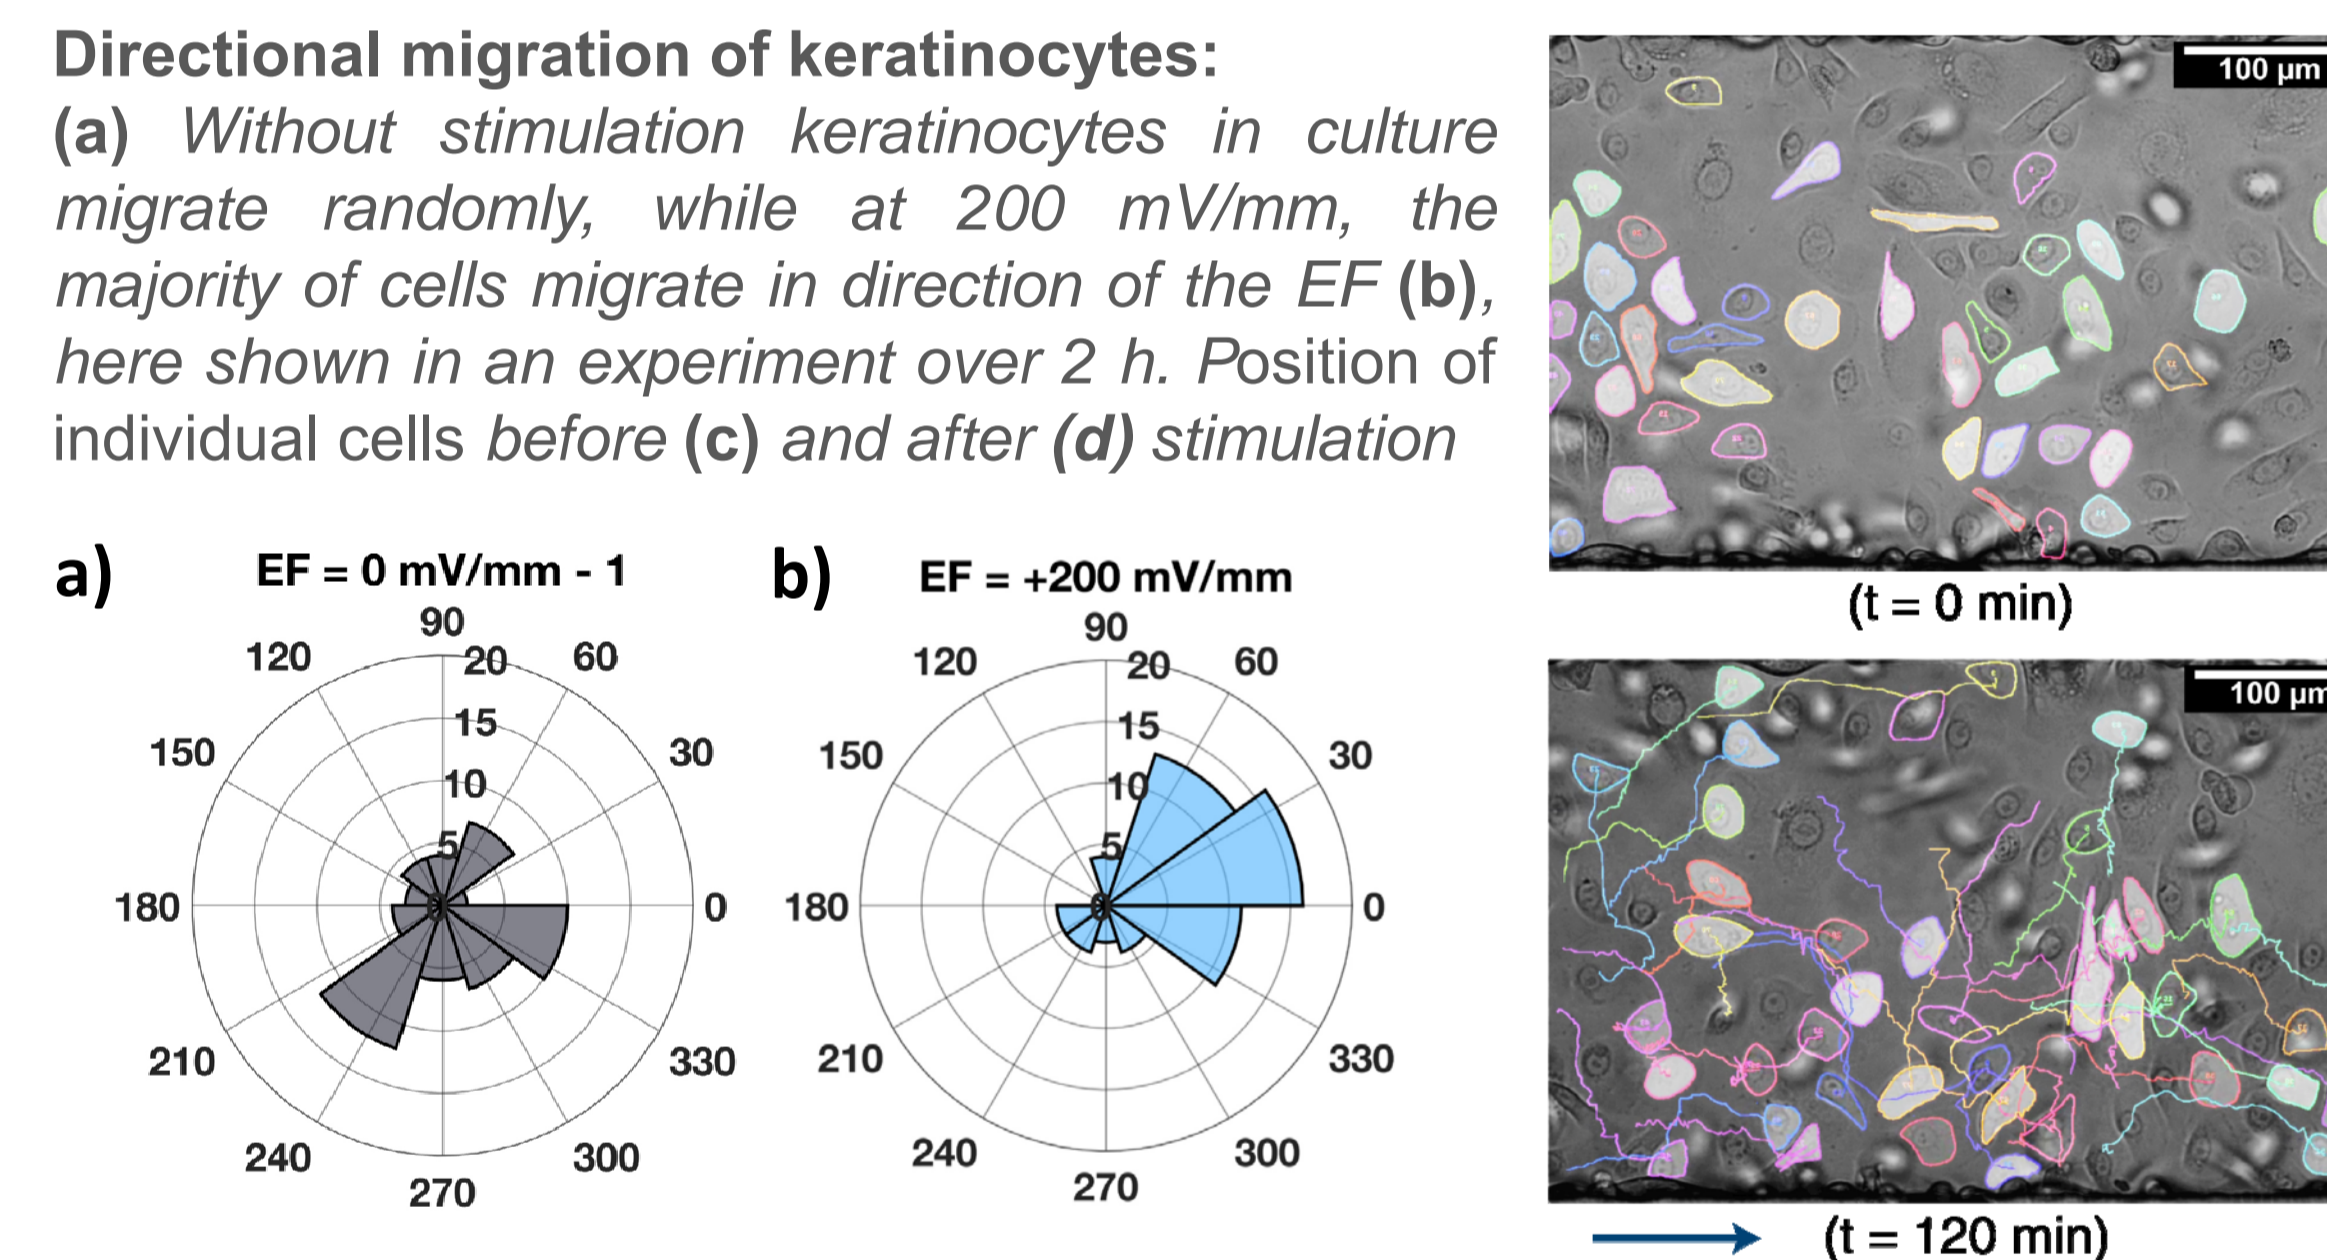 Directional migration of keratinocytes:
(a) Without stimulation keratinocytes in culture
migrate randomly, while at 200 mV/mm, the
majority of cells migrate in direction of the EF (b),
here shown in an experiment over 2 h. Position of
individual cells before (c) and after (d) stimulation
100 µm
(t = 0 min)
a)
EF = 0 mV/mm - 1
90
120
20
60
15
150
30
10
5
180
0
0
210
330
240
300
270
b)
EF = +200 mV/mm
90
120
20
60
15
150
30
10
5
180
0
0
210
330
240
300
270
100 µm
(t = 120 min)